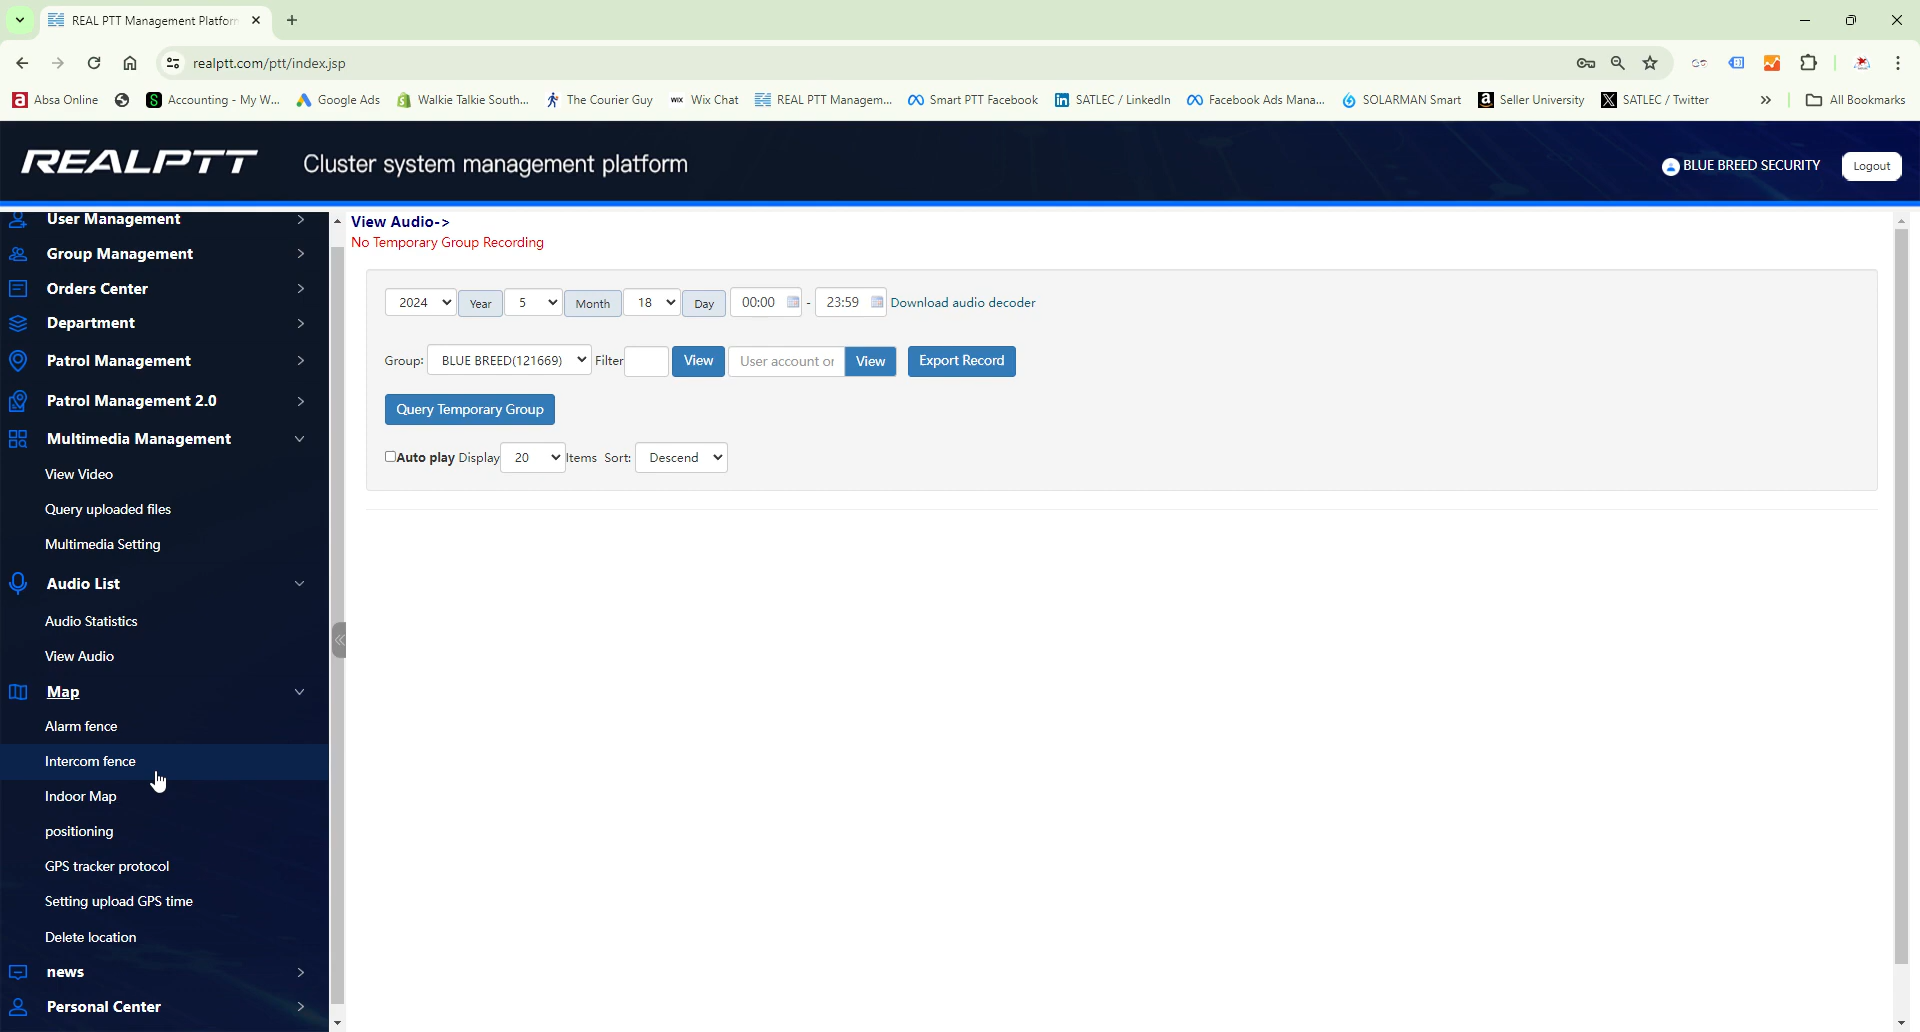 REAL PTT Management Platform
realptt.com/ptt/index.jsp
Absa Online
Accounting - My W...
Google Ads
Walkie Talkie South...
The Courier Guy
Wix Chat
REAL PTT Managem...
Smart PTT Facebook
SATLEC / LinkedIn
Facebook Ads Mana...
SOLARMAN Smart
Seller University
SATLEC / Twitter
All Bookmarks
REALPTT
Cluster system management platform
BLUE BREED SECURITY
Logout
User Management
Group Management
Orders Center
Department
Patrol Management
Patrol Management 2.0
Multimedia Management
View Video
Query uploaded files
Multimedia Setting
Audio List
Audio Statistics
View Audio
Map
Alarm fence
Intercom fence
Indoor Map
positioning
GPS tracker protocol
Setting upload GPS time
Delete location
news
Personal Center
View Audio->
No Temporary Group Recording
2024 Year 5 Month 18 Day 00:00 - 23:59 Download audio decoder
Group: BLUE BREED(121669) Filter View User account or View Export Record
Query Temporary Group
Auto play Display 20 Items Sort: Descend